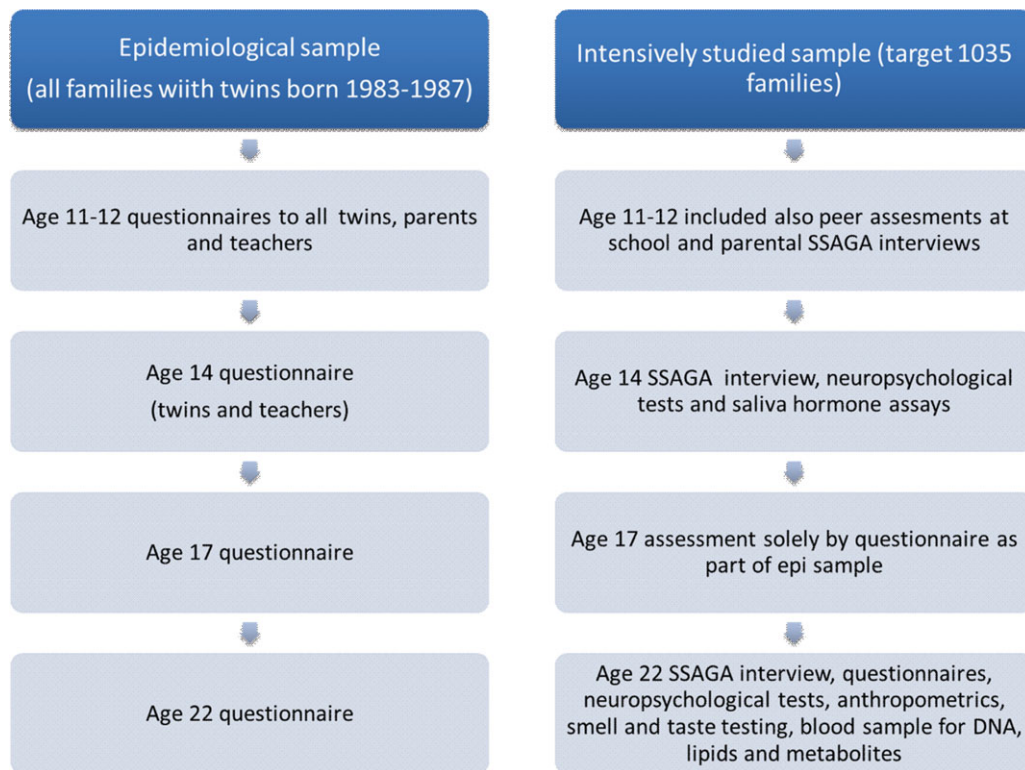 Epidemiological sample
(all families wiith twins born 1983-1987)
Age 11-12 questionnaires to all twins, parents
and teachers
Age 14 questionnaire
(twins and teachers)
Age 17 questionnaire
Age 22 questionnaire
Intensively studied sample (target 1035
families)
Age 11-12 included also peer assesments at
school and parental SSAGA interviews
Age 14 SSAGA interview, neuropsychological
tests and saliva hormone assays
Age 17 assessment solely by questionnaire as
part of epi sample
Age 22 SSAGA interview, questionnaires,
neuropsychological tests, anthropometrics,
smell and taste testing, blood sample for DNA,
lipids and metabolites